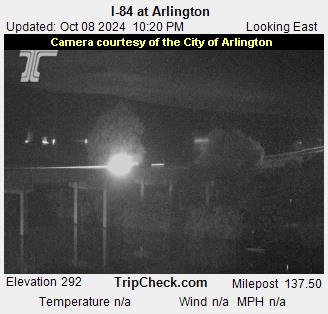 I-84 at Arlington
Updated: Oct 08 2024 10:20 PM Looking East
Camera courtesy of the City of Arlington
Elevation 292 TripCheck.com Milepost 137.50
Temperature n/a Wind n/a MPH n/a